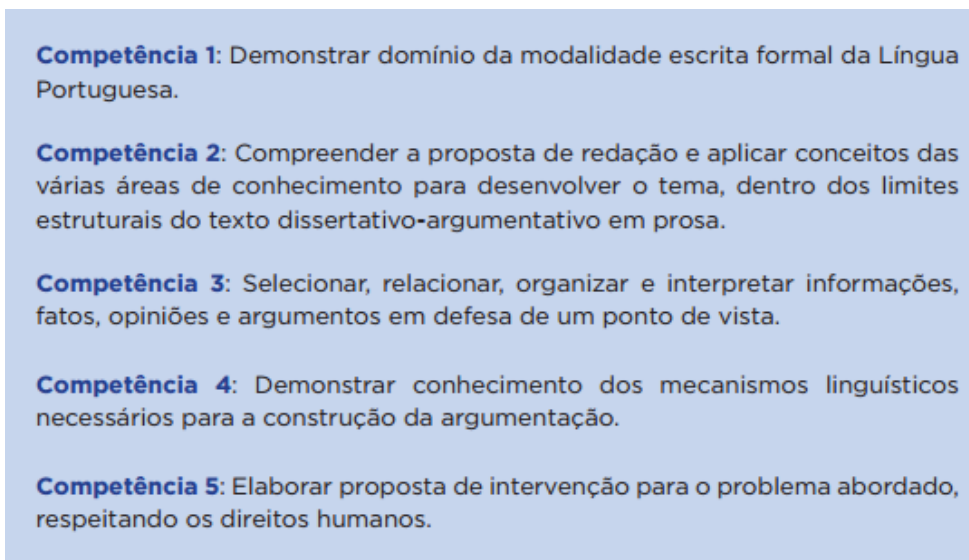 Competência 1: Demonstrar domínio da modalidade escrita formal da Língua
Portuguesa.
Competência 2: Compreender a proposta de redação e aplicar conceitos das
várias áreas de conhecimento para desenvolver o tema, dentro dos limites
estruturais do texto dissertativo-argumentativo em prosa.
Competência 3: Selecionar, relacionar, organizar e interpretar informações,
fatos, opiniões e argumentos em defesa de um ponto de vista.
Competência 4: Demonstrar conhecimento dos mecanismos linguísticos
necessários para a construção da argumentação.
Competência 5: Elaborar proposta de intervenção para o problema abordado,
respeitando os direitos humanos.